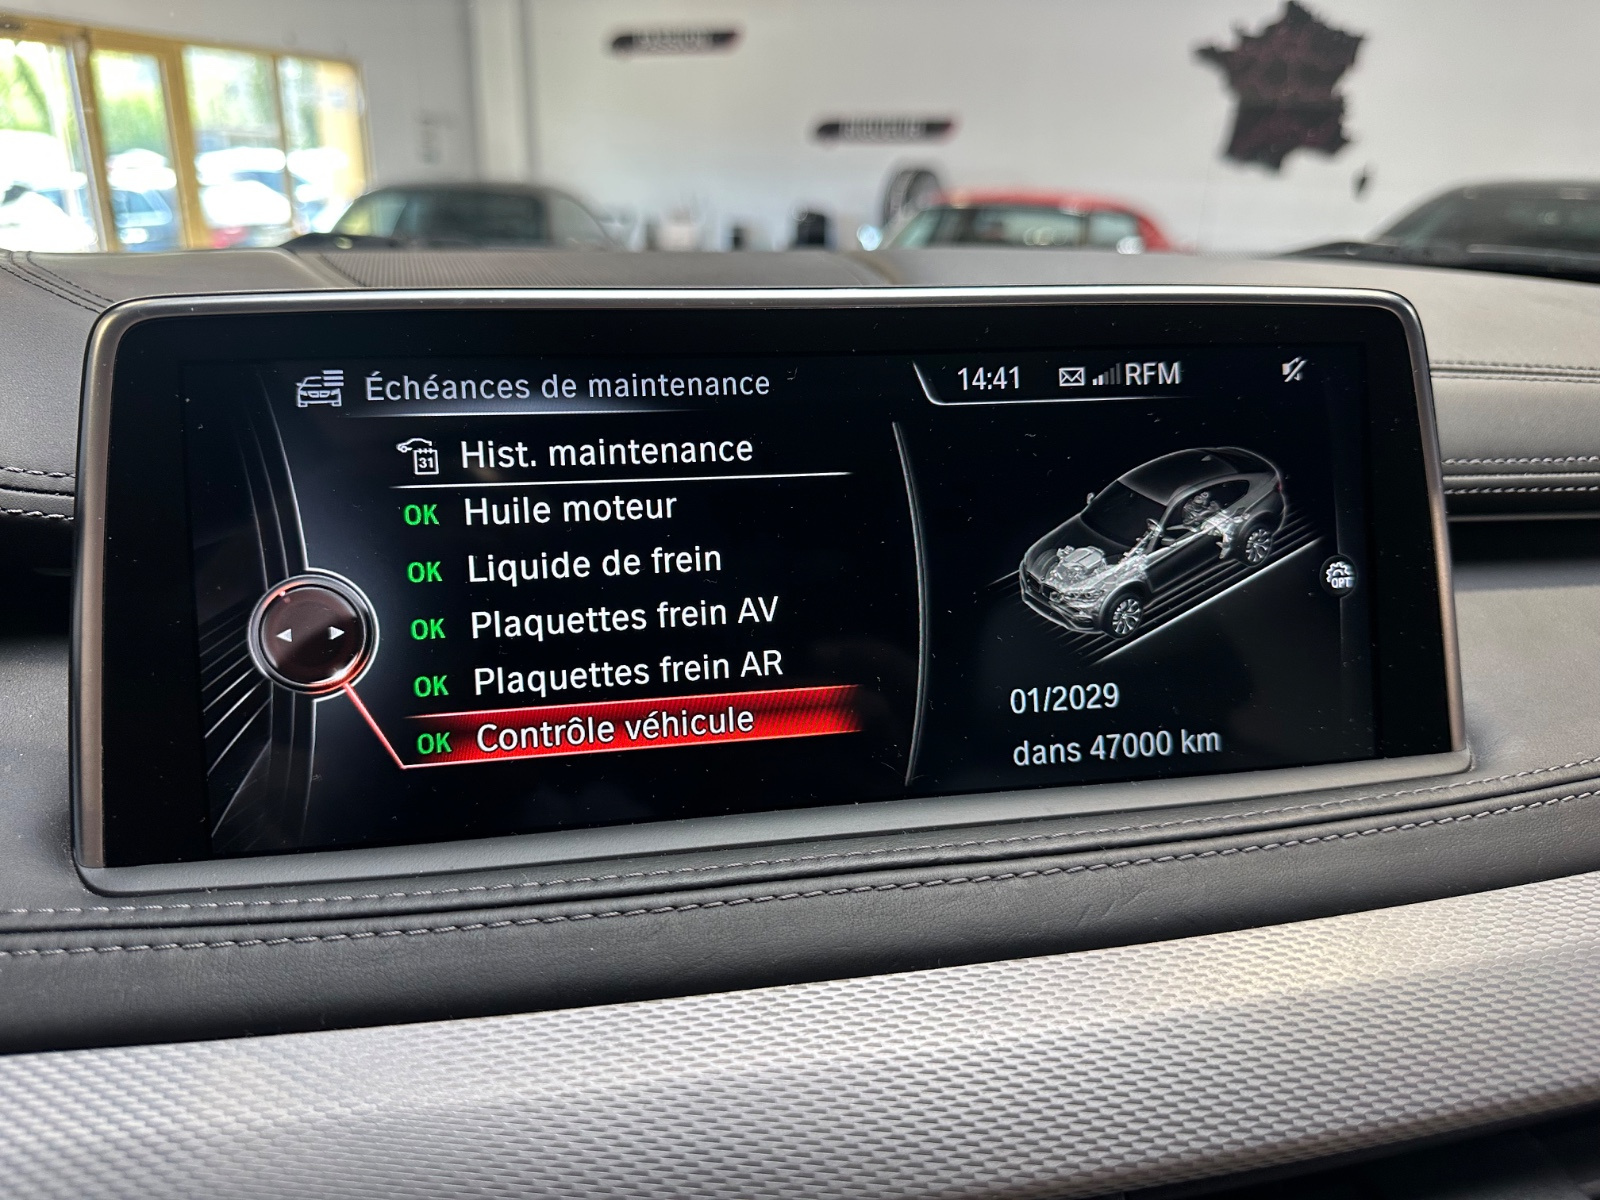 Échéances de maintenance
14:41 RFM
31 Hist. maintenance
OK Huile moteur
OK Liquide de frein
OK Plaquettes frein AV
OK Plaquettes frein AR
OK Contrôle véhicule
OPT
01/2029
dans 47000 km